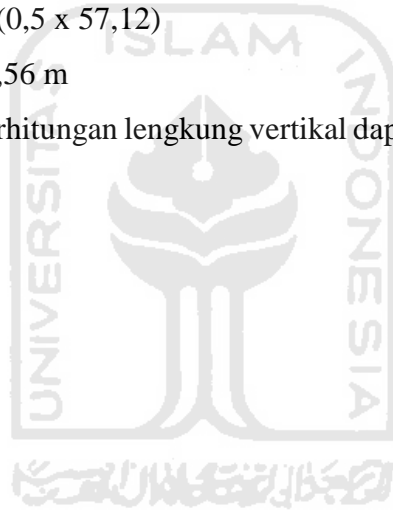 (0,5 x 57,12)
,56 m
rhitungan lengkung vertikal dap
ISLAM
UNIVERSITAS
INDONESIA